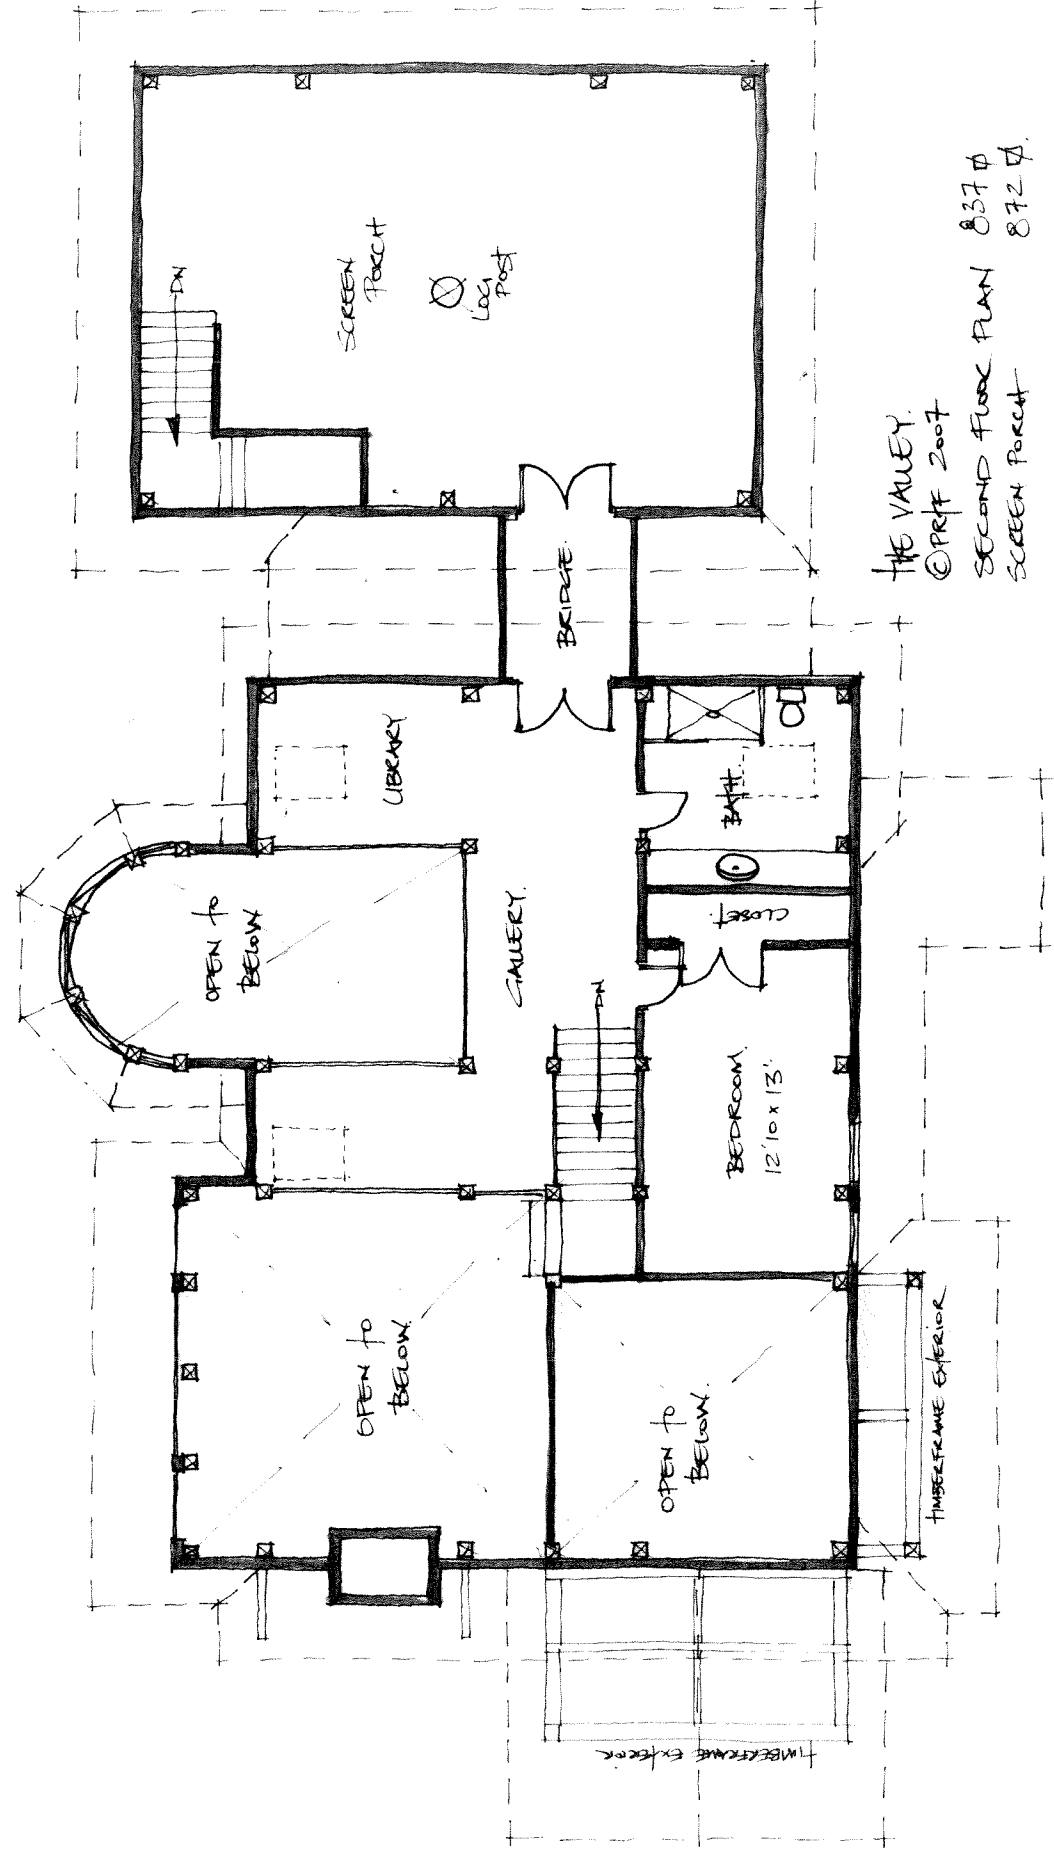 DN
SCREEN
PORCH
LOG
POST
BRIDGE.
LIBRARY
BATH.
CLOSET.
OPEN to
BELOW.
GALLERY.
DN
BEDROOM.
12'10 x 13'
OPEN to
BELOW.
OPEN to
BELOW.
TIMBERFRAME EXTERIOR
TIMBERFRAME EXTERIOR
THE VALLEY.
© PRFF 2007
SECOND FLOOR PLAN 837
SCREEN PORCH 872